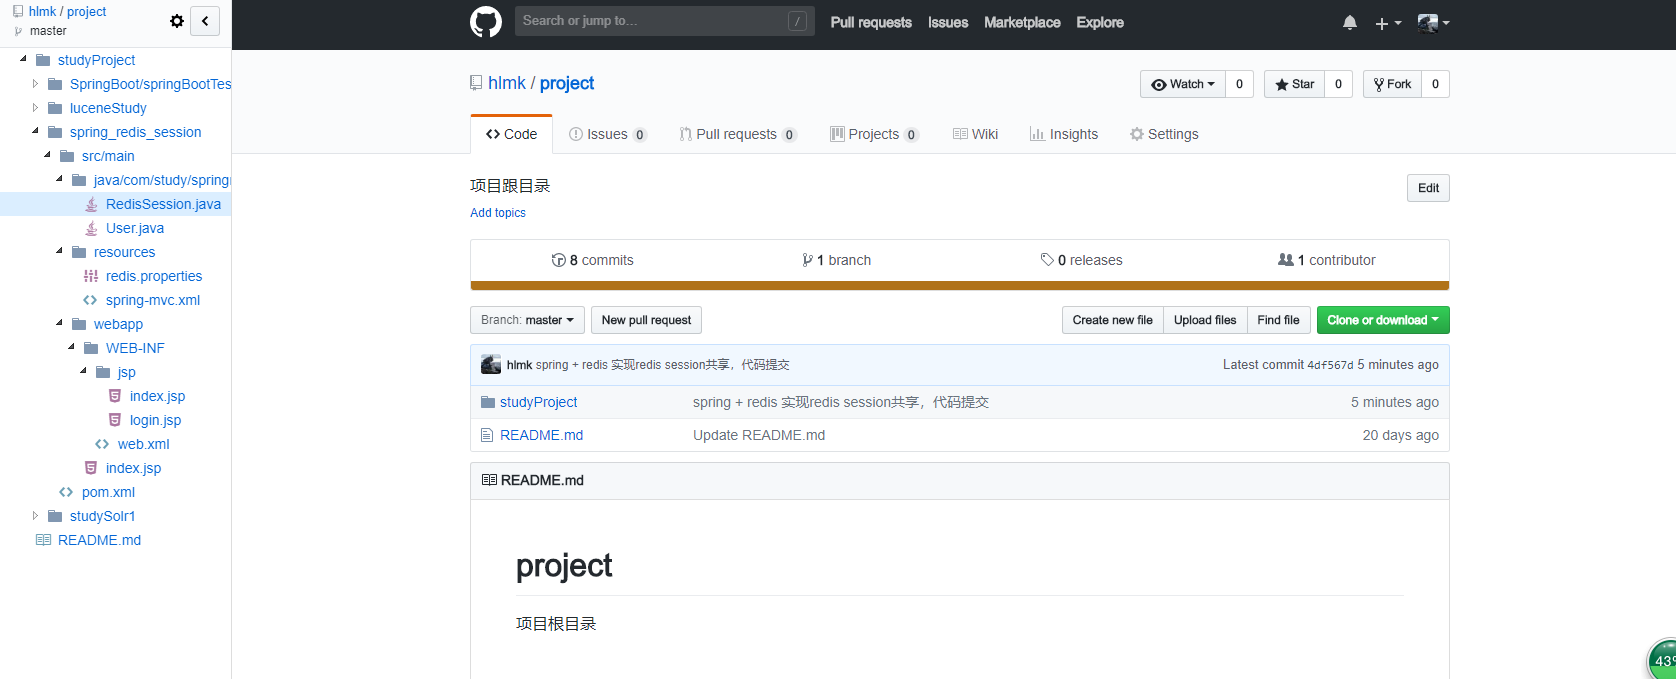 hlmk / project
master
studyProject
SpringBoot/springBootTes
luceneStudy
spring_redis_session
src/main
java/com/study/spring
RedisSession.java
User.java
resources
redis.properties
spring-mvc.xml
webapp
WEB-INF
jsp
index.jsp
login.jsp
web.xml
index.jsp
pom.xml
studySolr1
README.md
Search or jump to... / Pull requests Issues Marketplace Explore
hlmk / project Watch 0 Star 0 Fork 0
Code Issues 0 Pull requests 0 Projects 0 Wiki Insights Settings
项目跟目录 Edit
Add topics
8 commits 1 branch 0 releases 1 contributor
Branch: master New pull request Create new file Upload files Find file Clone or download
hlmk spring + redis 实现redis session共享，代码提交 Latest commit 4df567d 5 minutes ago
studyProject spring + redis 实现redis session共享，代码提交 5 minutes ago
README.md Update README.md 20 days ago
README.md
project
项目根目录
43°